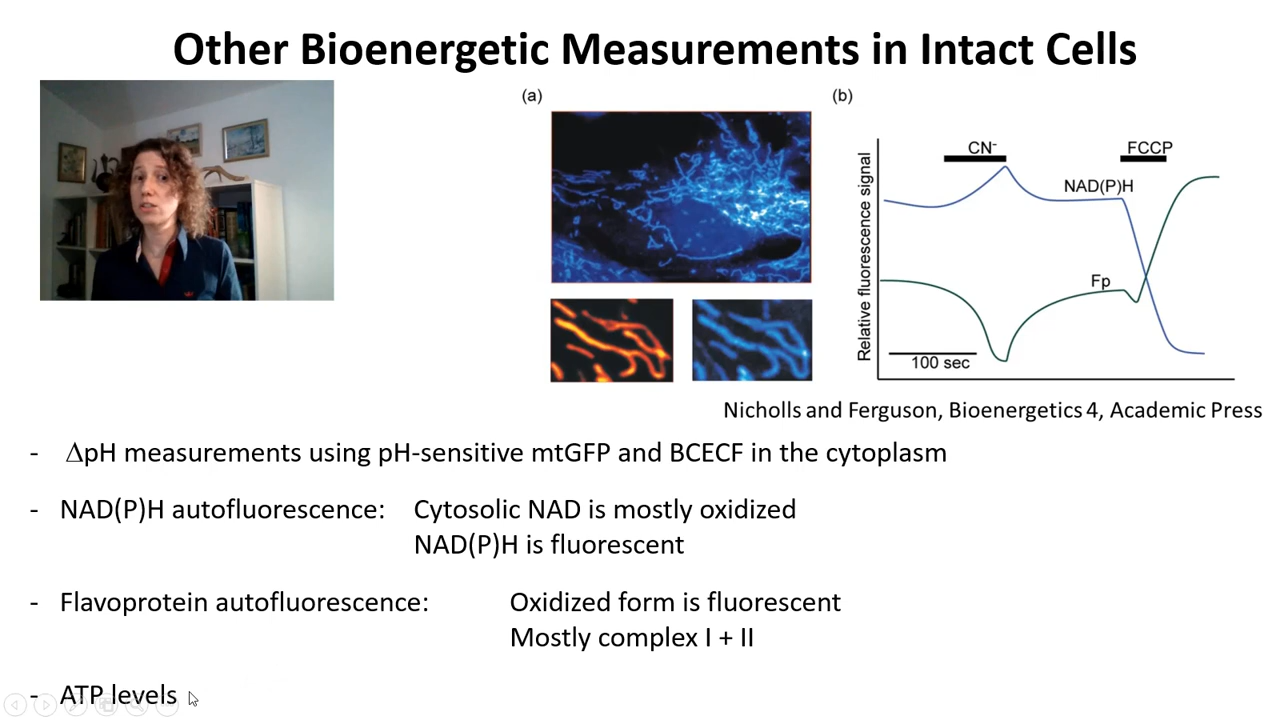 Other Bioenergetic Measurements in Intact Cells
(a)
(b)
CN⁻
FCCP
NAD(P)H
Fp
Relative fluorescence signal
100 sec
Nicholls and Ferguson, Bioenergetics 4, Academic Press
- ΔpH measurements using pH-sensitive mtGFP and BCECF in the cytoplasm
- NAD(P)H autofluorescence: Cytosolic NAD is mostly oxidized
NAD(P)H is fluorescent
- Flavoprotein autofluorescence: Oxidized form is fluorescent
Mostly complex I + II
- ATP levels